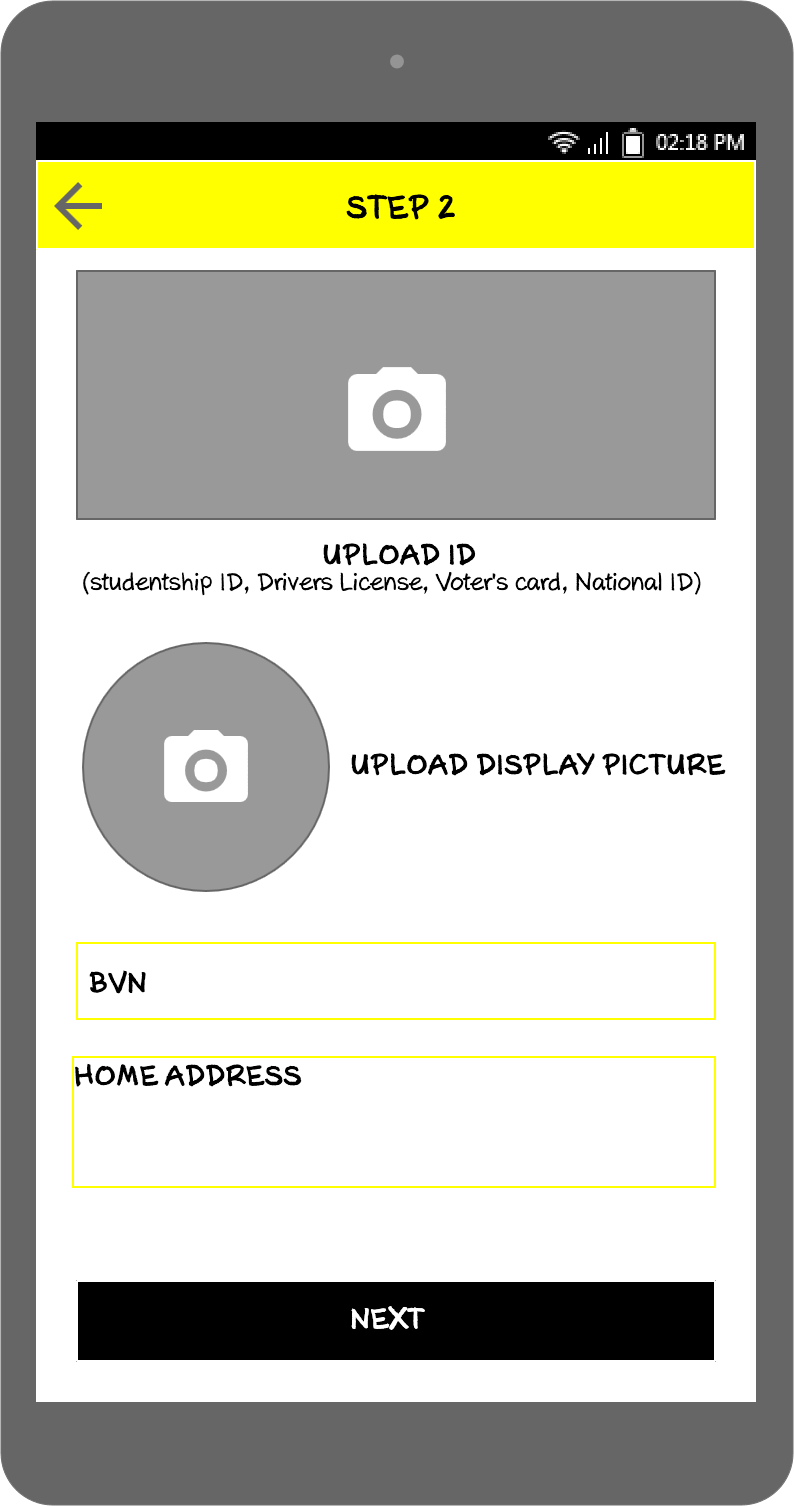 02:18 PM
STEP 2
UPLOAD ID
(studentship ID, Drivers License, Voter's card, National ID)
UPLOAD DISPLAY PICTURE
BVN
HOME ADDRESS
NEXT